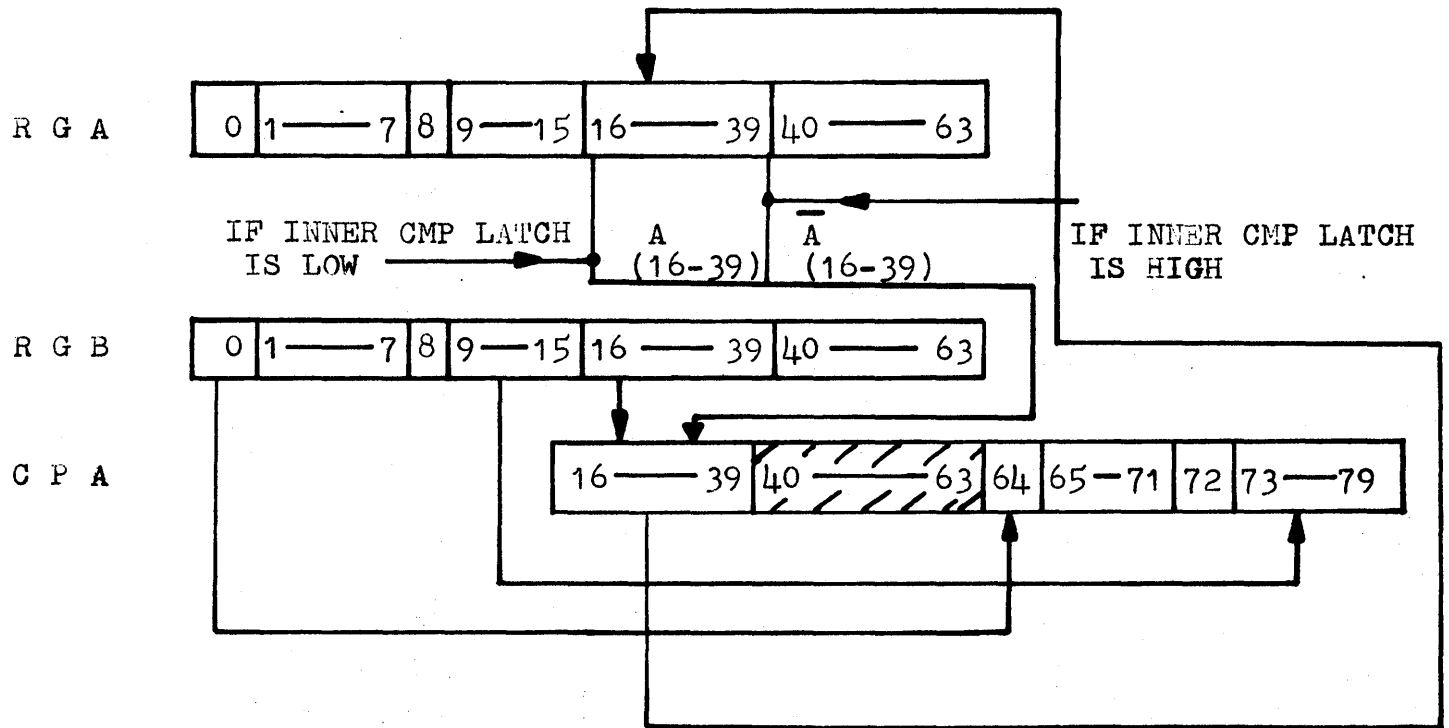 R G A 0 1 — 7 8 9 — 15 16 — 39 40 — 63
IF INNER CMP LATCH
IS LOW
A
(16-39)
A̅
(16-39)
IF INNER CMP LATCH
IS HIGH
R G B 0 1 — 7 8 9 — 15 16 — 39 40 — 63
C P A 16 — 39 40 — 63 64 65 — 71 72 73 — 79